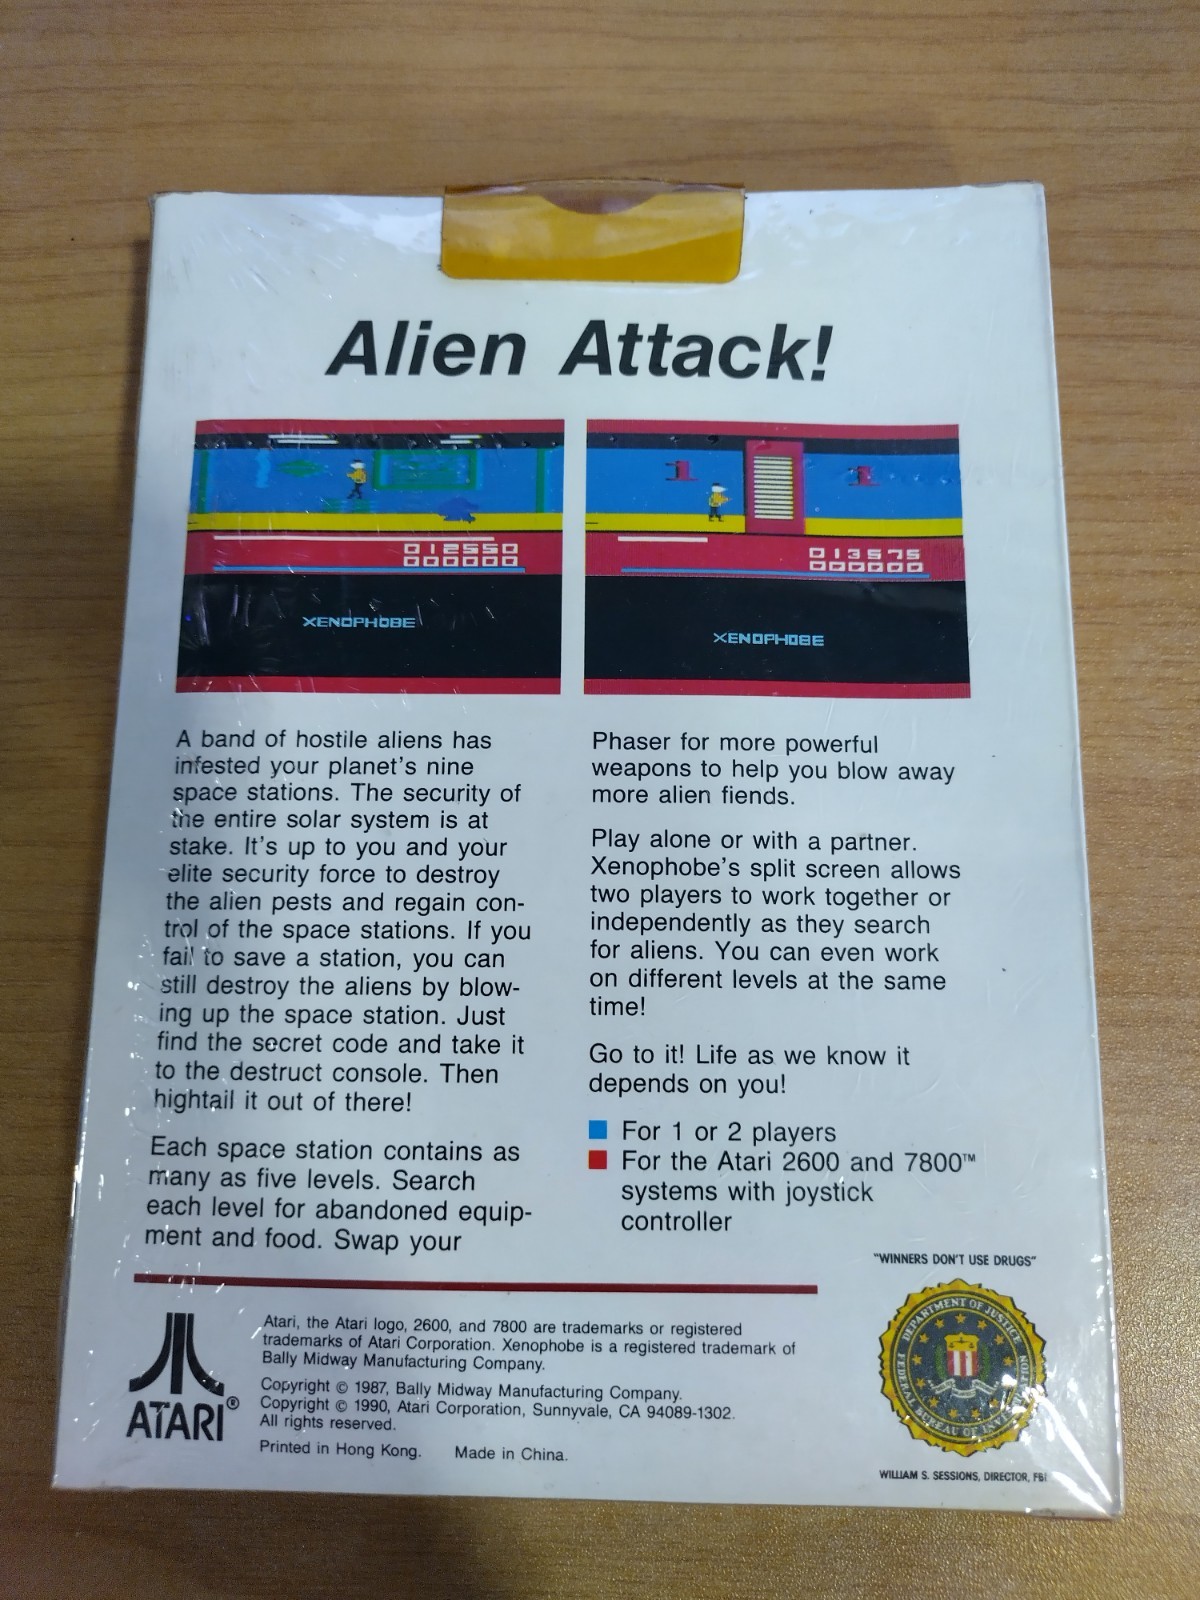 Alien Attack!
012550
000000
XENOPHOBE
013575
000000
XENOPHOBE
A band of hostile aliens has
infested your planet's nine
space stations. The security of
the entire solar system is at
stake. It's up to you and your
elite security force to destroy
the alien pests and regain con-
trol of the space stations. If you
fail to save a station, you can
still destroy the aliens by blow-
ing up the space station. Just
find the secret code and take it
to the destruct console. Then
hightail it out of there!
Each space station contains as
many as five levels. Search
each level for abandoned equip-
ment and food. Swap your
Phaser for more powerful
weapons to help you blow away
more alien fiends.
Play alone or with a partner.
Xenophobe's split screen allows
two players to work together or
independently as they search
for aliens. You can even work
on different levels at the same
time!
Go to it! Life as we know it
depends on you!
For 1 or 2 players
For the Atari 2600 and 7800™
systems with joystick
controller
"WINNERS DON'T USE DRUGS"
DEPARTMENT OF JUSTICE
FEDERAL BUREAU OF INVESTIGATION
WILLIAM S. SESSIONS, DIRECTOR, FBI
ATARI®
Atari, the Atari logo, 2600, and 7800 are trademarks or registered
trademarks of Atari Corporation. Xenophobe is a registered trademark of
Bally Midway Manufacturing Company.
Copyright © 1987, Bally Midway Manufacturing Company.
Copyright © 1990, Atari Corporation, Sunnyvale, CA 94089-1302.
All rights reserved.
Printed in Hong Kong. Made in China.